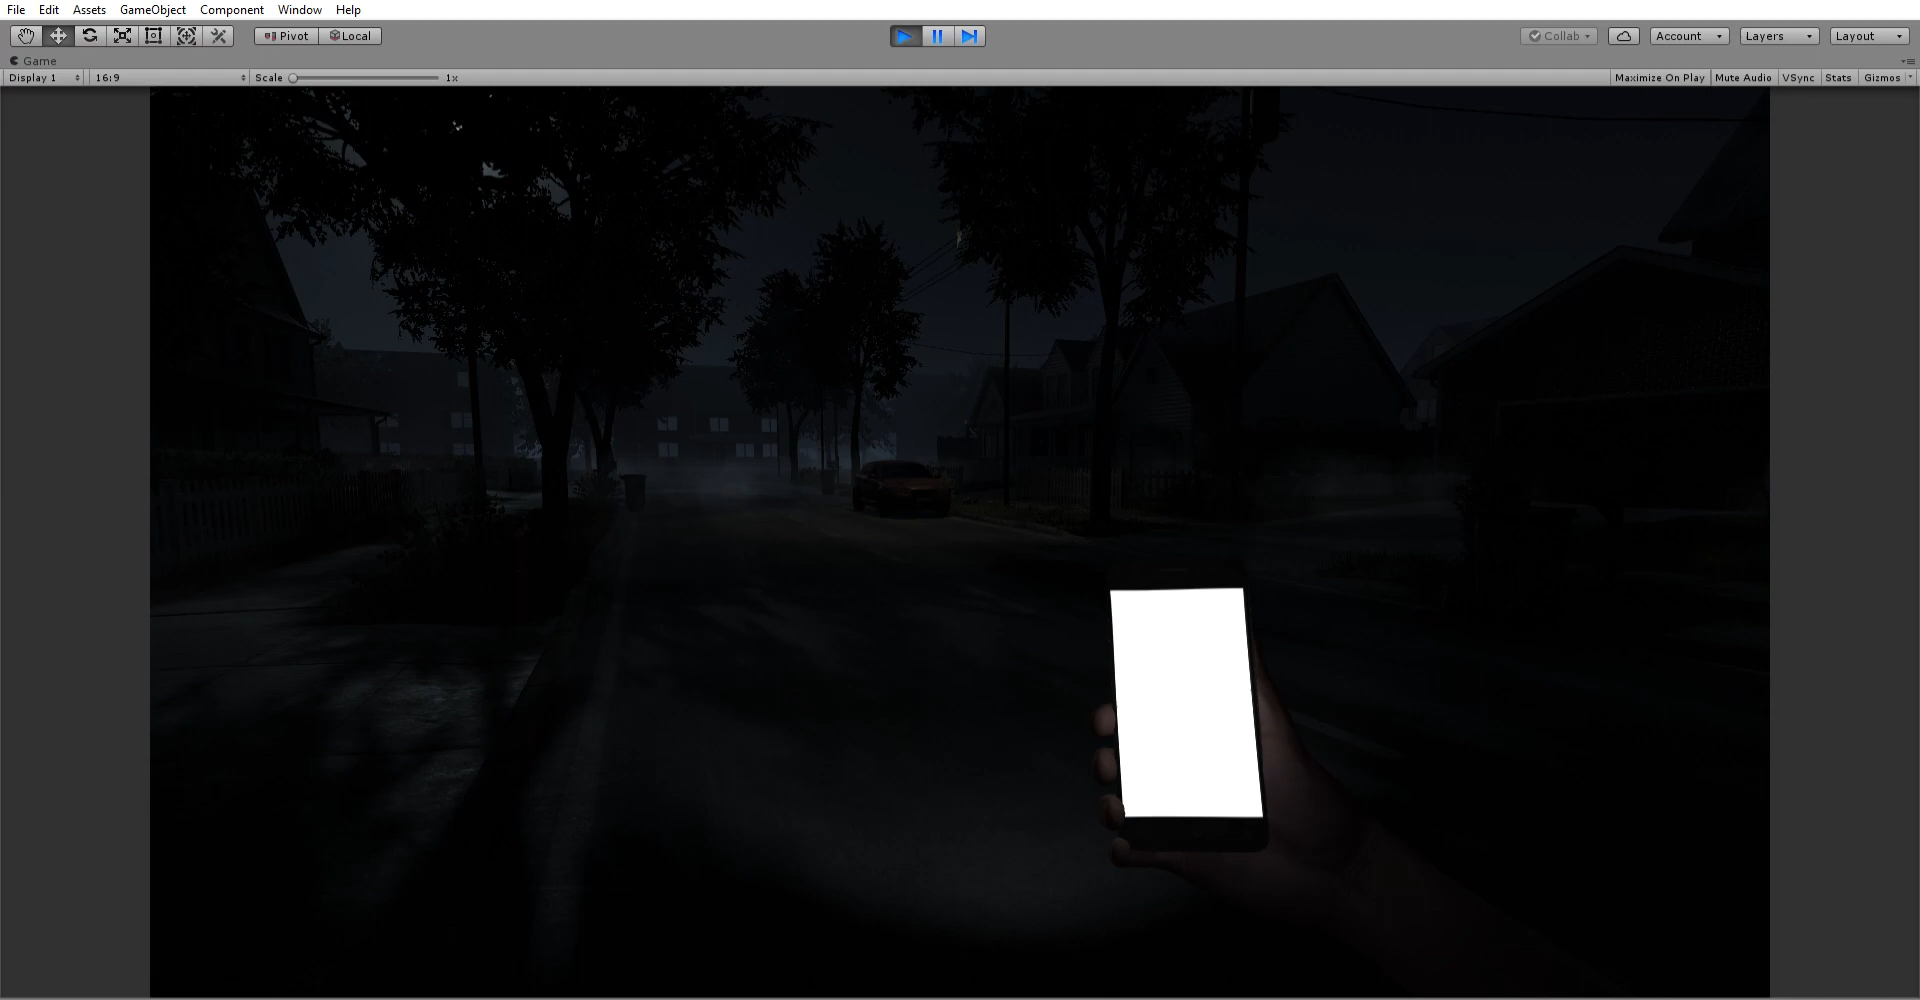 File Edit Assets GameObject Component Window Help
Pivot Local Collab Account Layers Layout
Game
Display 1 16:9 Scale 1x Maximize On Play Mute Audio VSync Stats Gizmos